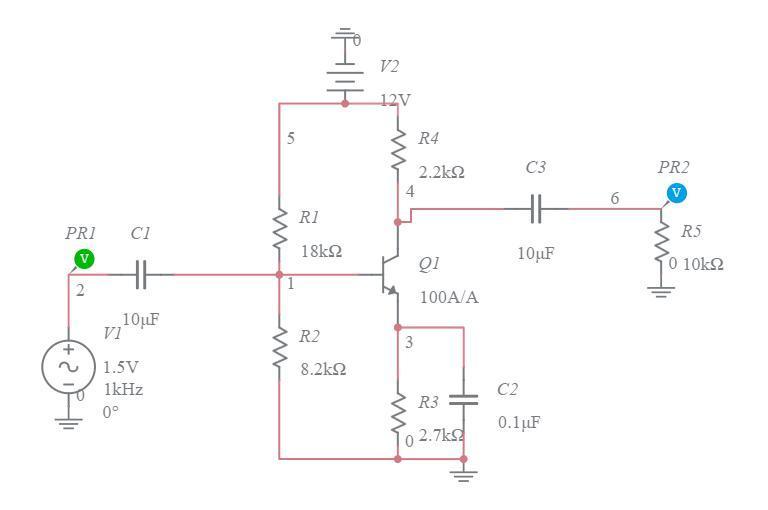 0
V2
12V
5
R4
2.2kΩ
4
C3
PR2
V
6
PR1
C1
V
R1
18kΩ
10µF
R5
0 10kΩ
Q1
100A/A
2
1
10µF
V1
1.5V
1kHz
0°
0
R2
8.2kΩ
3
R3
0 2.7kΩ
C2
0.1µF